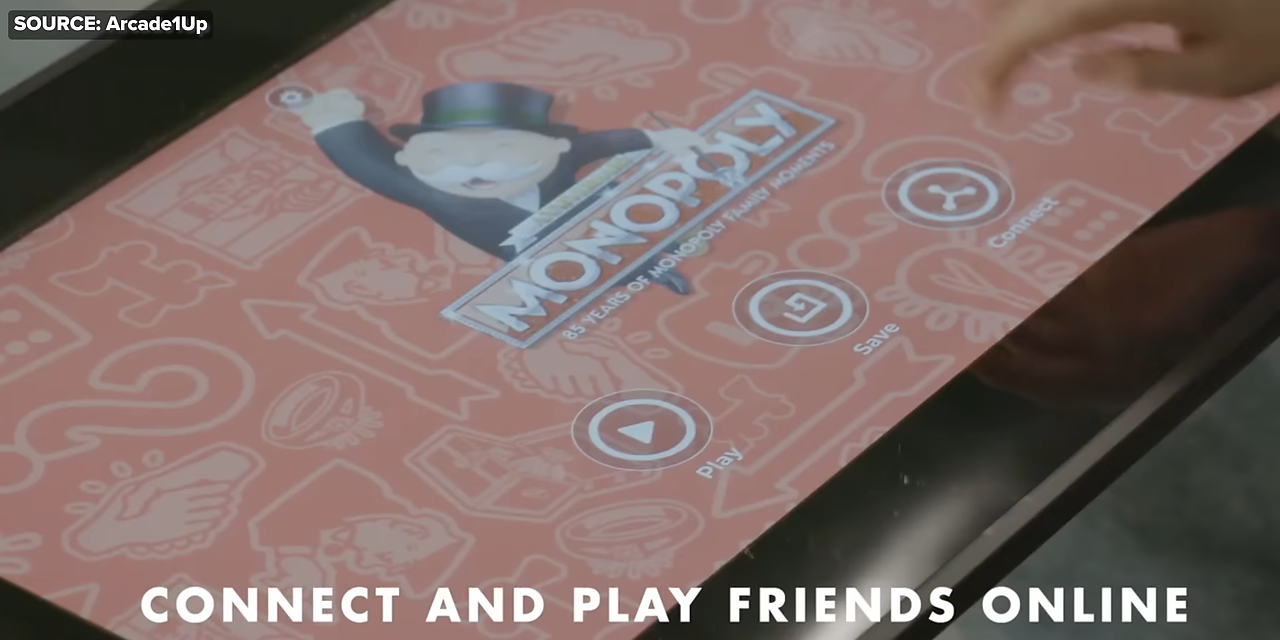 SOURCE: Arcade1Up
MONOPOLY
85 YEARS OF MONOPOLY FAMILY MOMENTS
Connect
Save
Play
CONNECT AND PLAY FRIENDS ONLINE